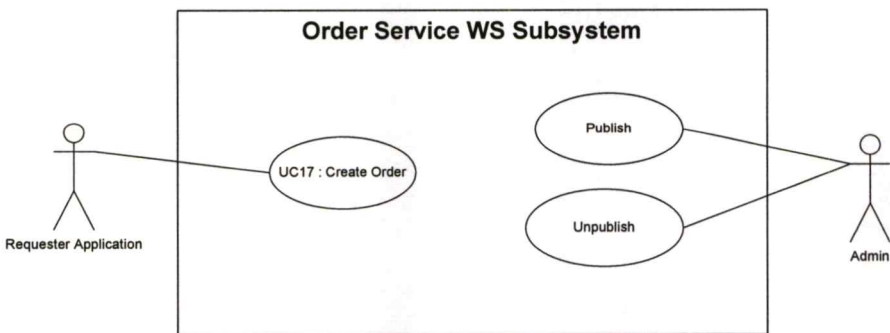 Order Service WS Subsystem
Publish
UC17 : Create Order
Unpublish
Requester Application
Admin